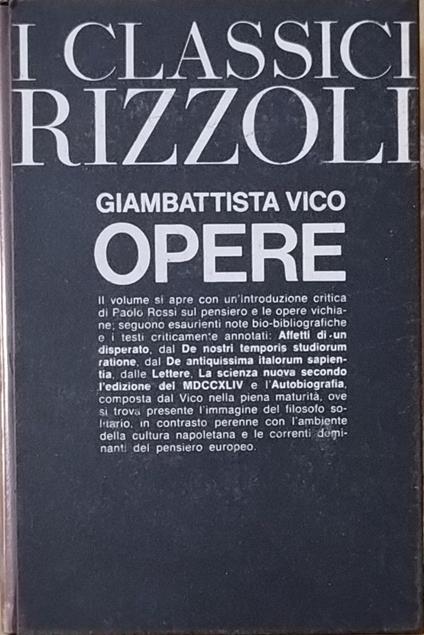 I CLASSICI
RIZZOLI
GIAMBATTISTA VICO
OPERE
Il volume si apre con un'introduzione critica
di Paolo Rossi sul pensiero e le opere vichia-
ne; seguono esaurienti note bio-bibliografiche
e i testi criticamente annotati: Affetti di un
disperato, dal De nostri temporis studiorum
ratione, dal De antiquissima italorum sapien-
tia, dalle Lettere, La scienza nuova secondo
l'edizione del MDCCXLIV e l'Autobiografia,
composta dal Vico nella piena maturità, ove
si trova presente l'immagine del filosofo so-
litario, in contrasto perenne con l'ambiente
della cultura napoletana e le correnti domi-
nanti del pensiero europeo.